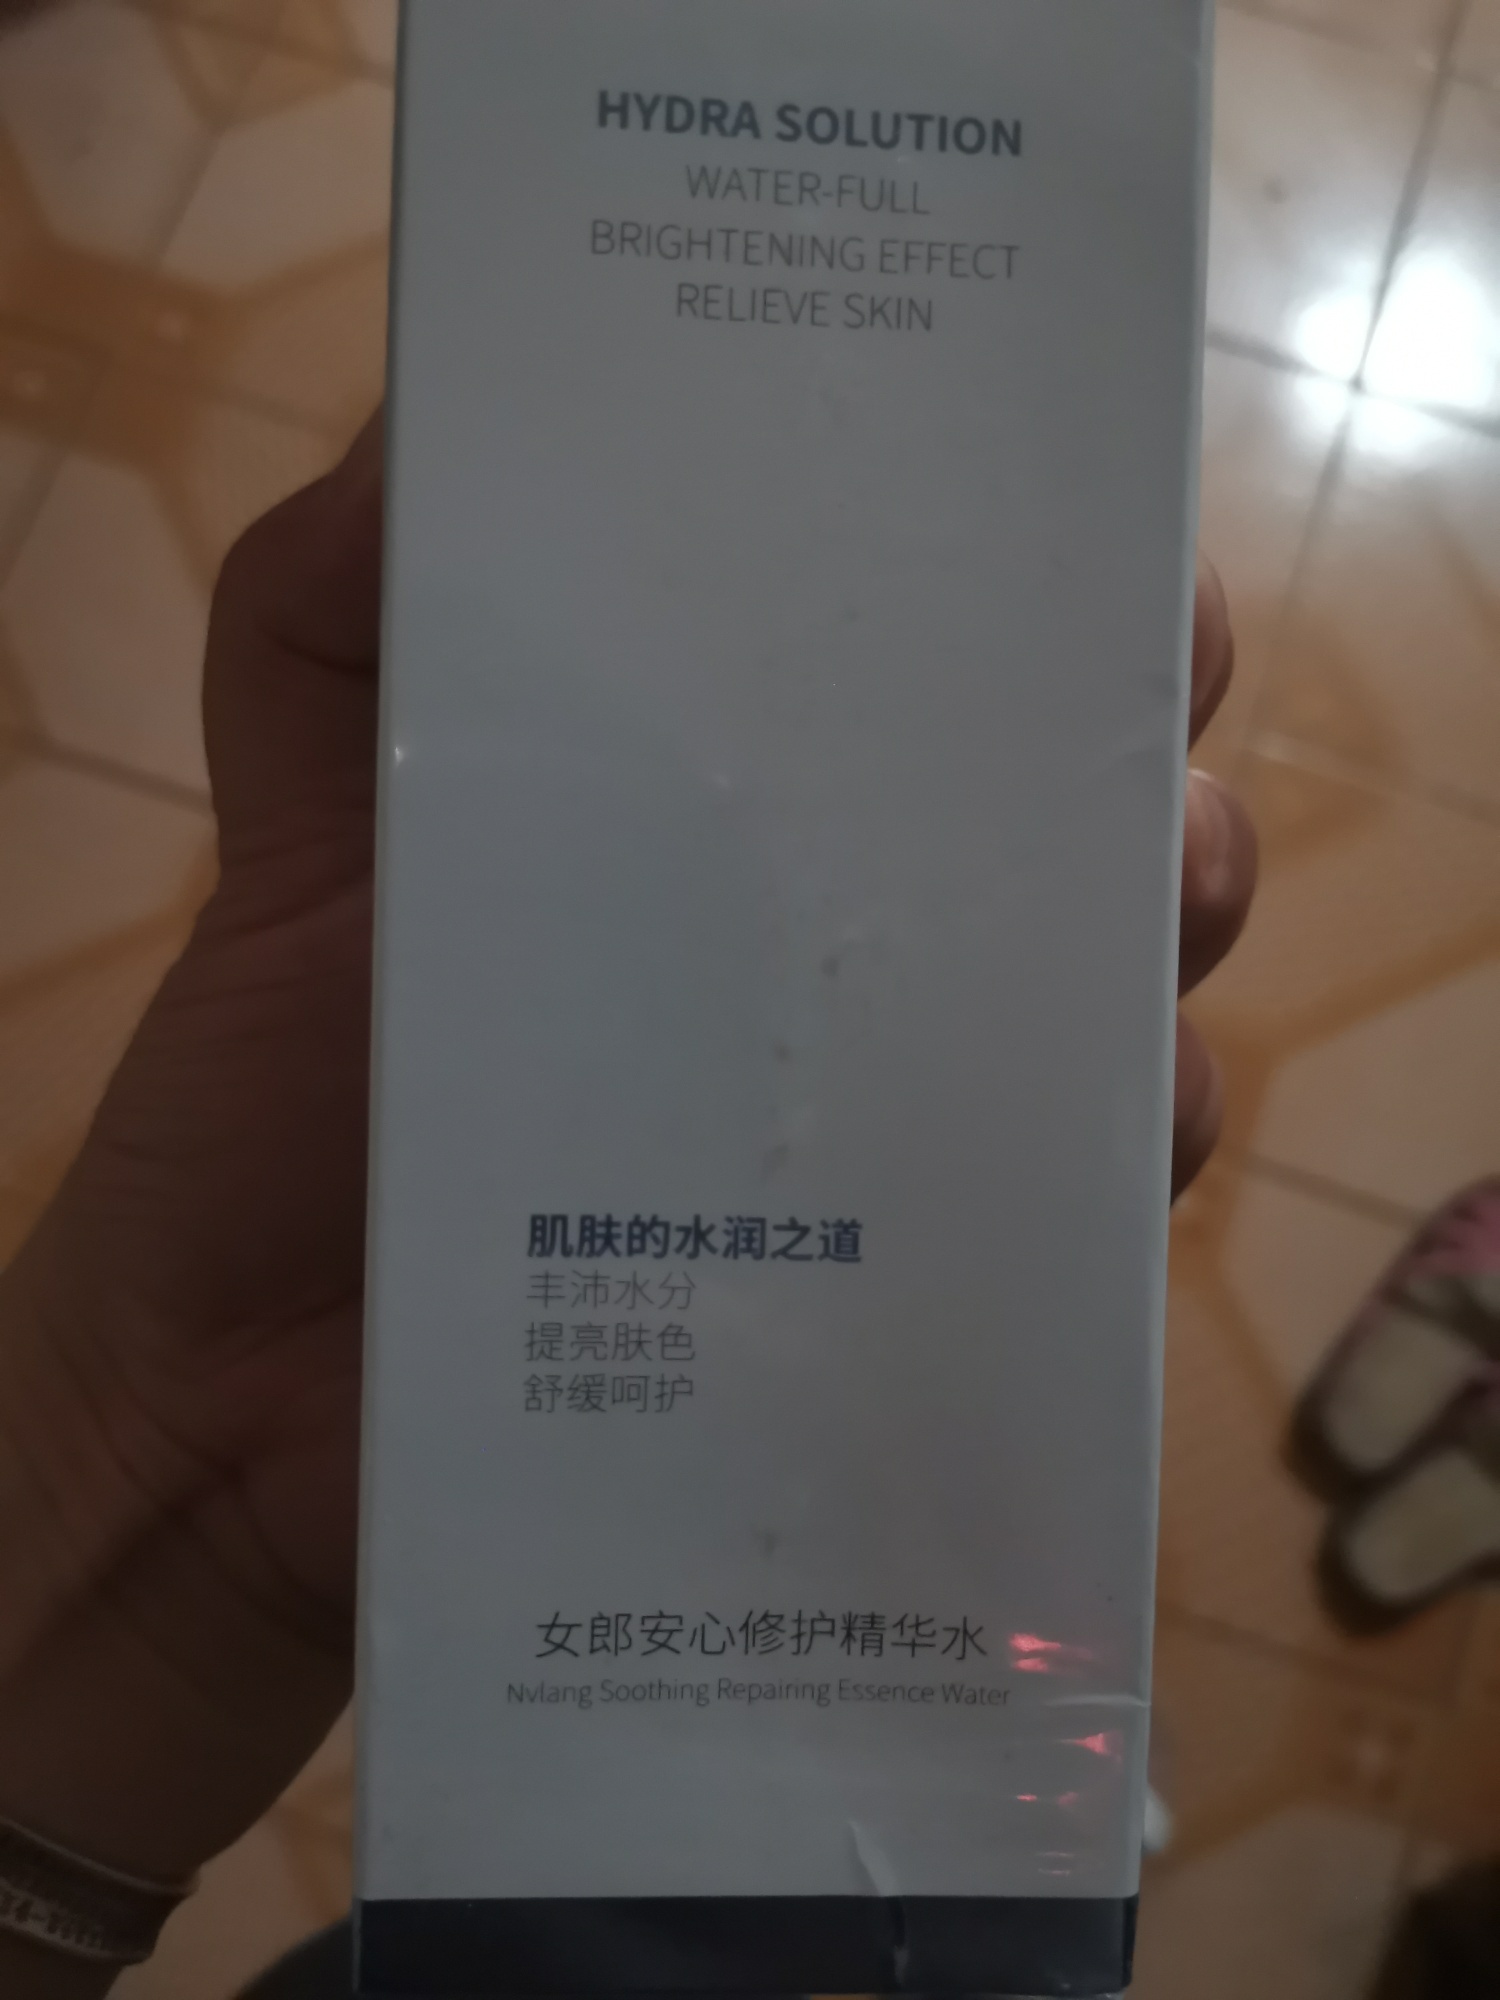 HYDRA SOLUTION
WATER-FULL
BRIGHTENING EFFECT
RELIEVE SKIN
肌肤的水润之道
丰沛水分
提亮肤色
舒缓呵护
女郎安心修护精华水
Nvlang Soothing Repairing Essence Water